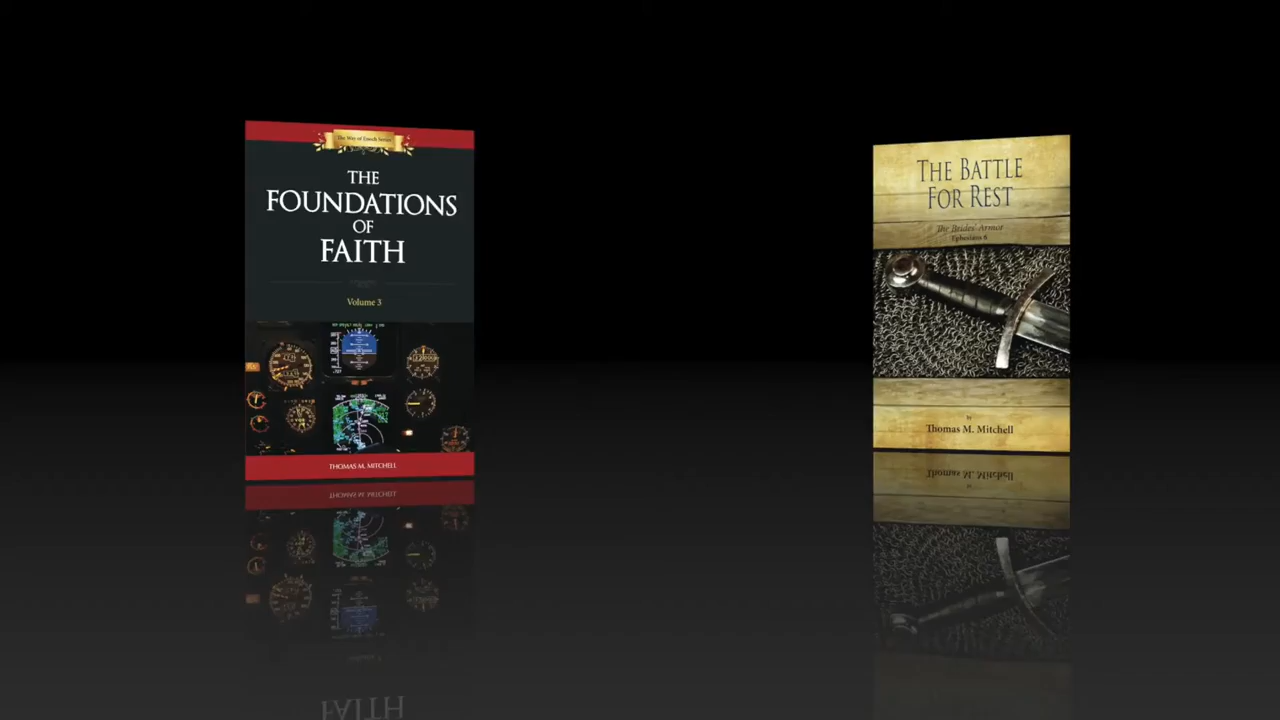 The Way of Enoch Series
THE
FOUNDATIONS
OF
FAITH
Volume 3
THOMAS M. MITCHELL
THE BATTLE
FOR REST
The Brides' Armor
Ephesians 6
by
Thomas M. Mitchell